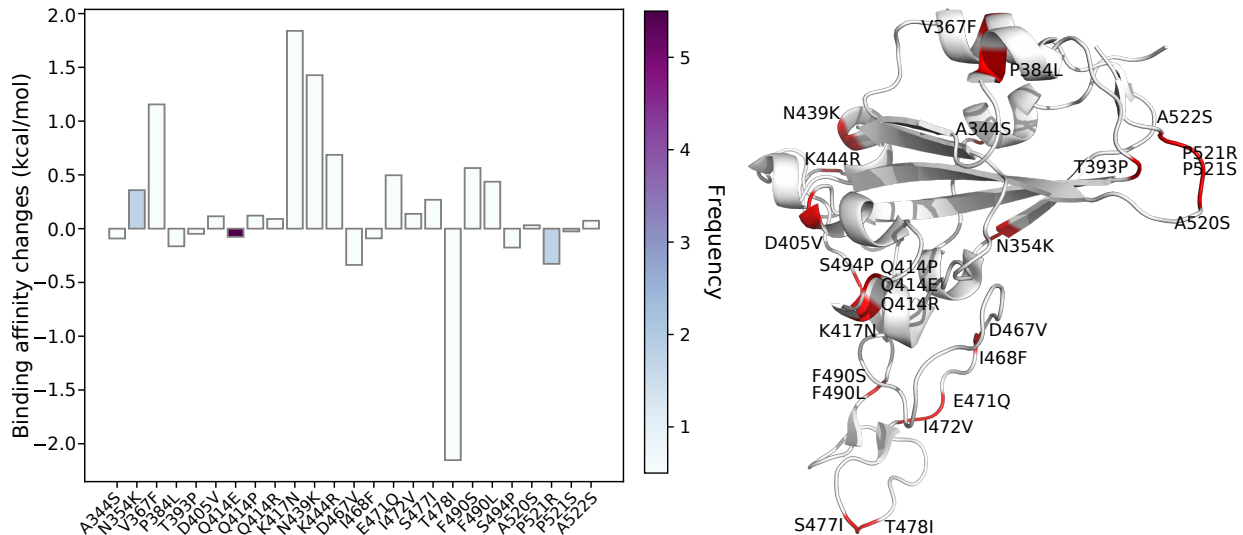 Binding affinity changes (kcal/mol)
2.0
1.5
1.0
0.5
0.0
−0.5
−1.0
−1.5
−2.0
A344S
N354K
V367F
P384L
T393P
D405V
Q414E
Q414P
Q414R
K417N
N439K
K444R
D467V
I468F
E471Q
I472V
S477I
T478I
F490S
F490L
S494P
A520S
P521R
P521S
A522S
5
4
3
2
1
Frequency
V367F
P384L
N439K
A344S
A522S
K444R
T393P
P521R
P521S
A520S
D405V
N354K
S494P
Q414P
Q414E
Q414R
K417N
D467V
I468F
F490S
F490L
E471Q
I472V
S477I
T478I